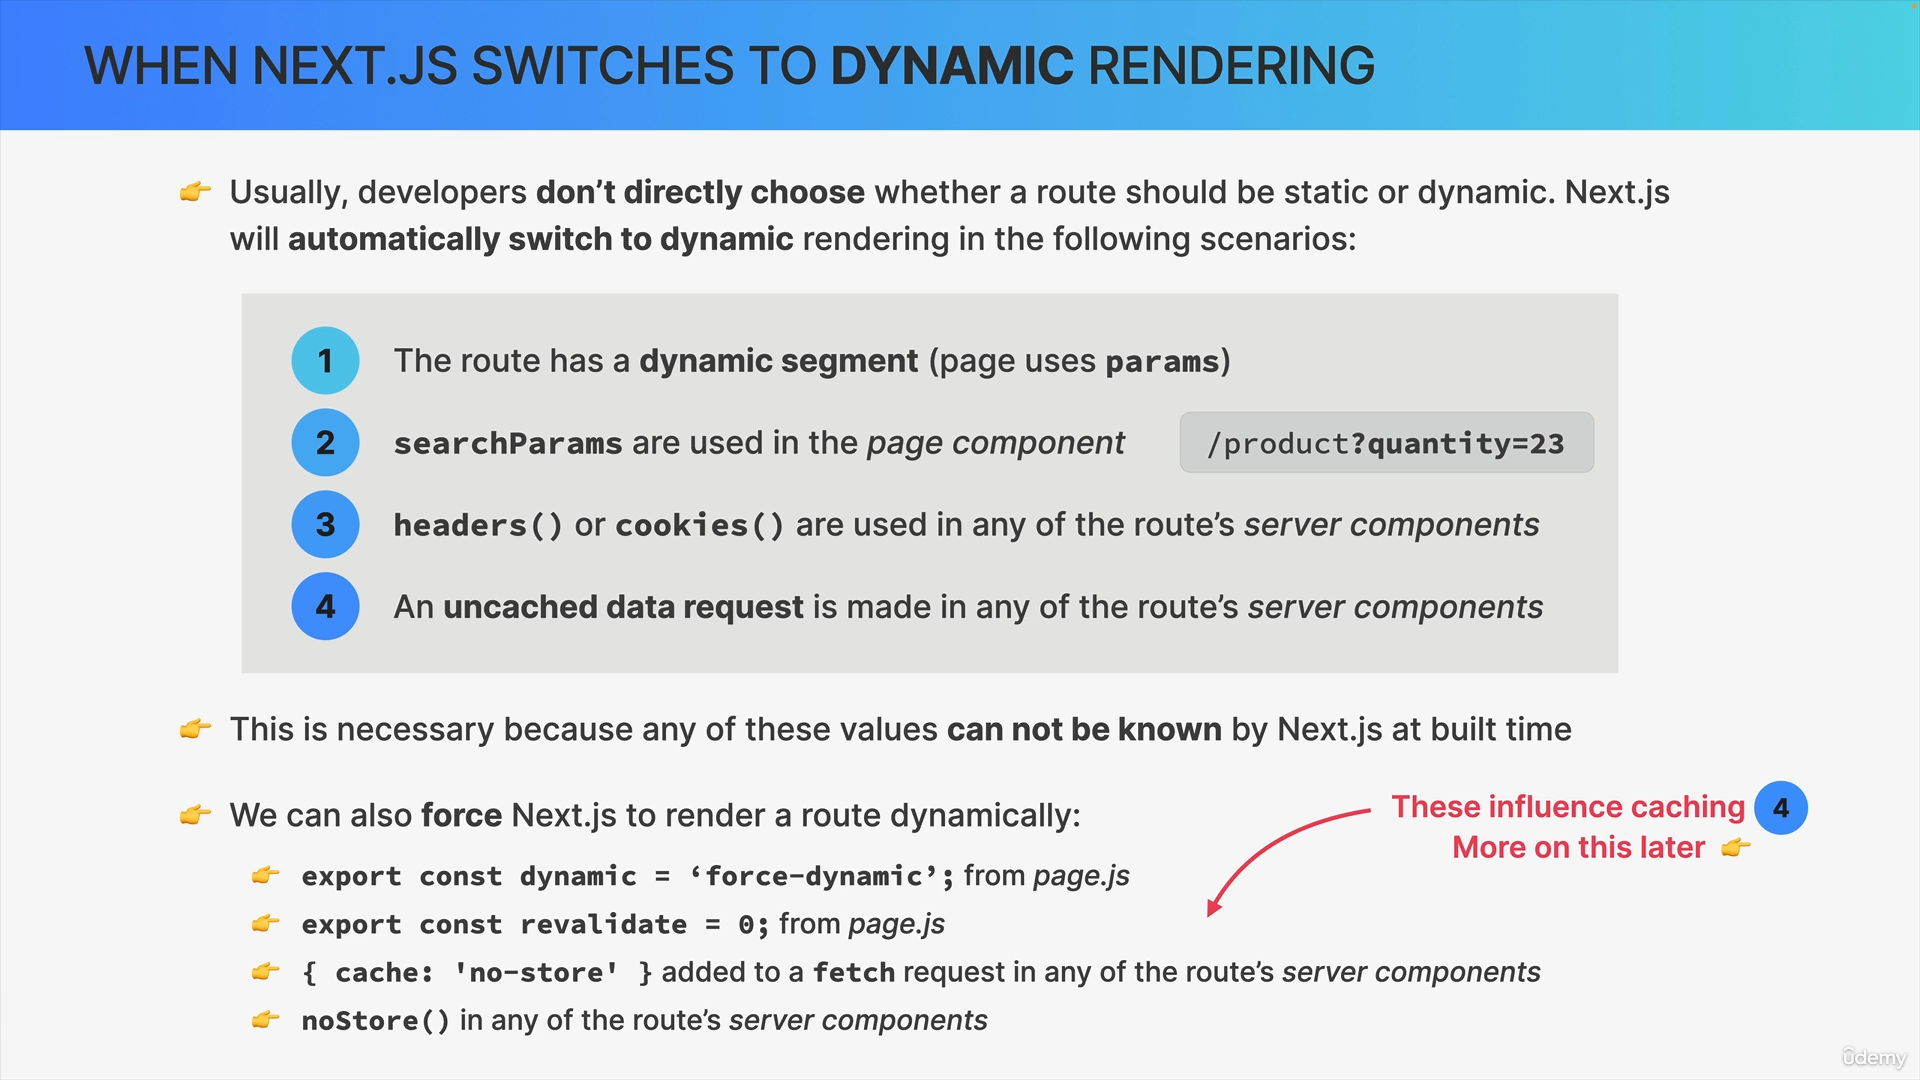 WHEN NEXT.JS SWITCHES TO DYNAMIC RENDERING
👉 Usually, developers don’t directly choose whether a route should be static or dynamic. Next.js
will automatically switch to dynamic rendering in the following scenarios:
1 The route has a dynamic segment (page uses params)
2 searchParams are used in the page component /product?quantity=23
3 headers() or cookies() are used in any of the route’s server components
4 An uncached data request is made in any of the route’s server components
👉 This is necessary because any of these values can not be known by Next.js at built time
👉 We can also force Next.js to render a route dynamically:
These influence caching 4
More on this later 👉
👉 export const dynamic = ‘force-dynamic’; from page.js
👉 export const revalidate = 0; from page.js
👉 { cache: 'no-store' } added to a fetch request in any of the route’s server components
👉 noStore() in any of the route’s server components
ûdemy